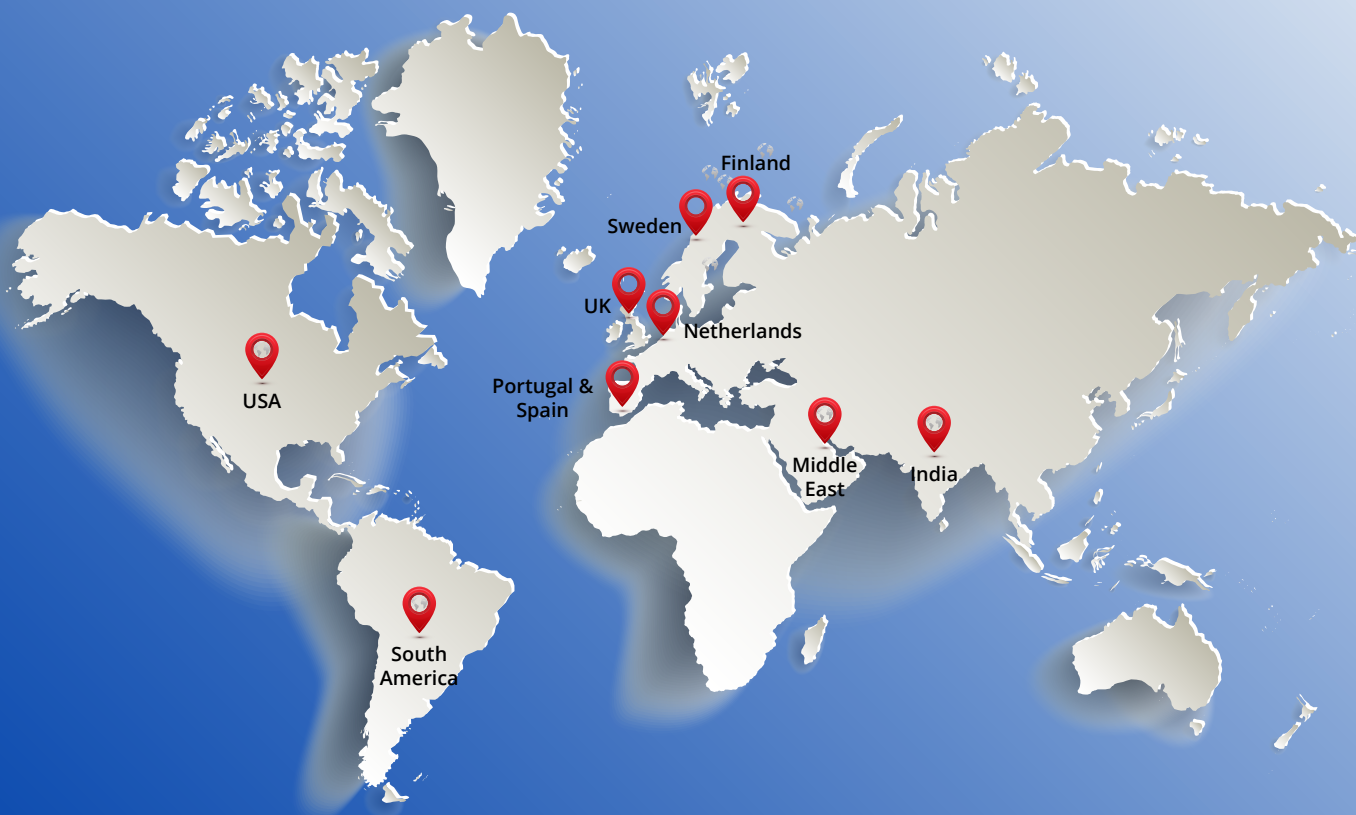 Finland
Sweden
UK
Netherlands
Portugal &
Spain
USA
Middle
East
India
South
America